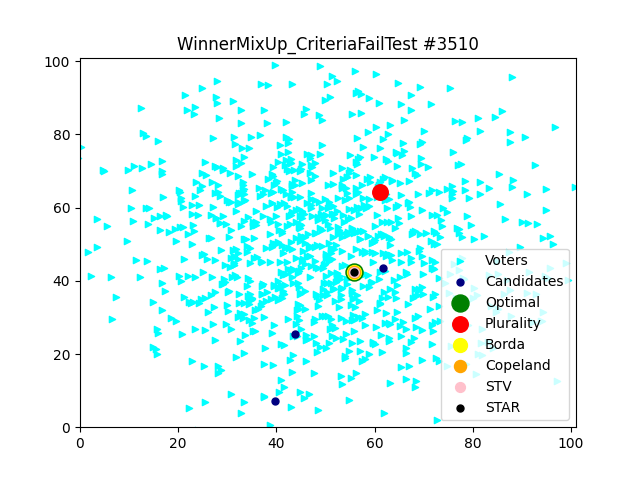 WinnerMixUp_CriteriaFailTest #3510
100
80
60
40
20
0
0
20
40
60
80
100
Voters
Candidates
Optimal
Plurality
Borda
Copeland
STV
STAR